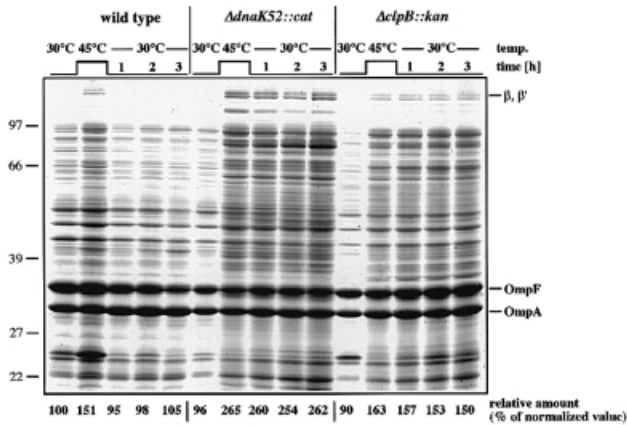 wild type ΔdnaK52::cat ΔclpB::kan
30°C 45°C — 30°C — 30°C 45°C — 30°C — 30°C 45°C — 30°C — temp.
1 2 3 1 2 3 1 2 3 time [h]
β, β'
97
66
39
OmpF
OmpA
27
22
100 151 95 98 105 96 265 260 254 262 90 163 157 153 150 relative amount
(% of normalized value)